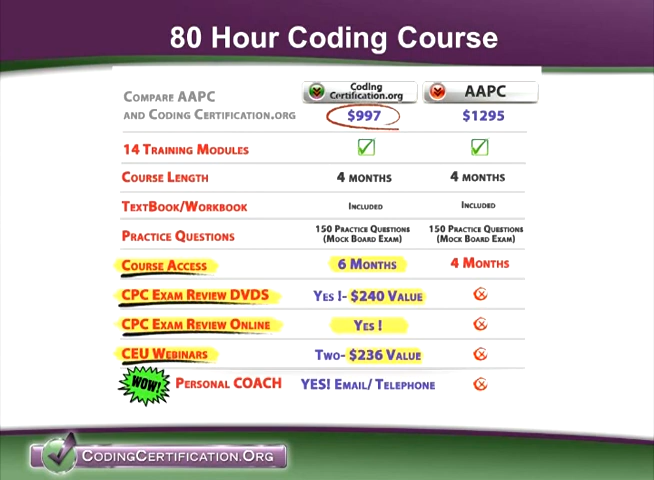 80 Hour Coding Course
Compare AAPC
and Coding Certification.org
Coding
Certification.org
AAPC
$997
$1295
14 Training Modules
Course Length
4 months
4 months
TextBook/Workbook
Included
Included
Practice Questions
150 Practice Questions
(Mock Board Exam)
150 Practice Questions
(Mock Board Exam)
Course Access
6 Months
4 Months
CPC Exam Review DVDs
Yes !- $240 Value
CPC Exam Review Online
Yes !
CEU Webinars
Two- $236 Value
WOW!
Personal COACH
YES! Email/ Telephone
CodingCertification.Org